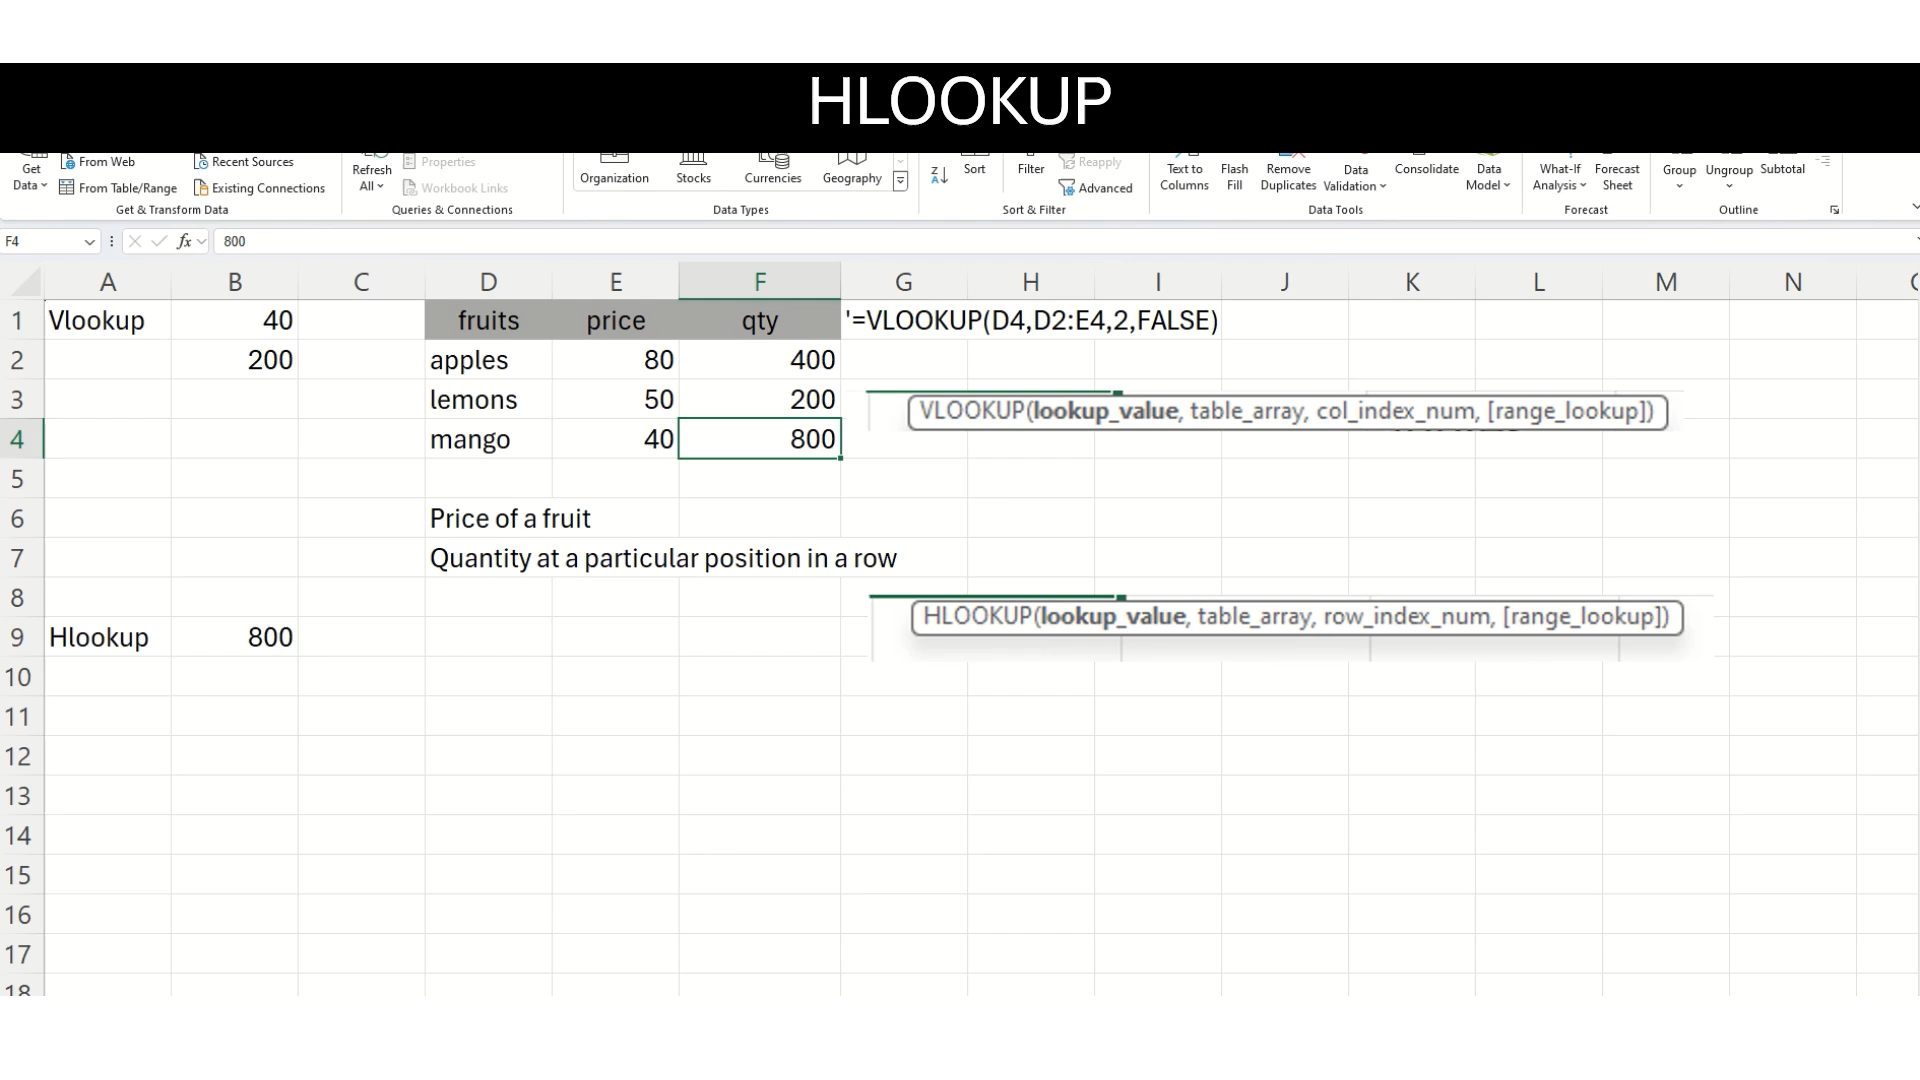 HLOOKUP
From Web Recent Sources Properties
Get Data From Table/Range Existing Connections Refresh All Workbook Links Organization Stocks Currencies Geography Sort Filter Reapply Advanced Text to Columns Flash Fill Remove Duplicates Data Validation Consolidate Data Model What-If Analysis Forecast Sheet Group Ungroup Subtotal
Get & Transform Data Queries & Connections Data Types Sort & Filter Data Tools Forecast Outline
F4 fx 800
A B C D E F G H I J K L M N
1 Vlookup 40 fruits price qty '=VLOOKUP(D4,D2:E4,2,FALSE)
2 200 apples 80 400
3 lemons 50 200
VLOOKUP(lookup_value, table_array, col_index_num, [range_lookup])
4 mango 40 800
5
6 Price of a fruit
7 Quantity at a particular position in a row
8
HLOOKUP(lookup_value, table_array, row_index_num, [range_lookup])
9 Hlookup 800
10
11
12
13
14
15
16
17
18